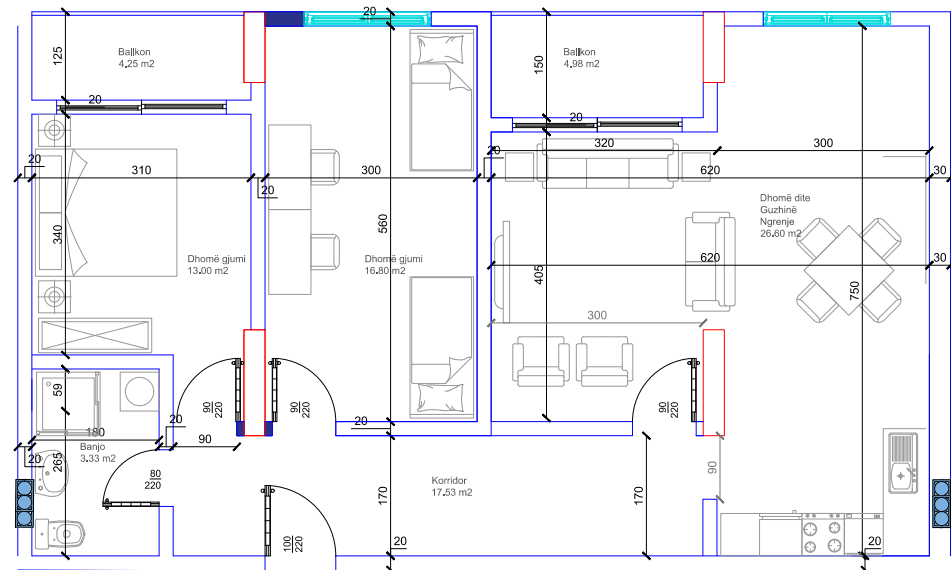 20
125
Ballkon
4.25 m2
150
Ballkon
4.98 m2
20
20
20
320
300
20
310
20
300
20
620
30
Dhomë dite
Guzhinë
Ngrenje
26.60 m2
340
560
Dhomë gjumi
13.00 m2
Dhomë gjumi
16.80 m2
405
620
30
750
300
59
90
220
90
220
90
220
20
20
180
90
Banjo
3.33 m2
20
265
80
220
Korridor
17.53 m2
170
170
90
100
220
20
20